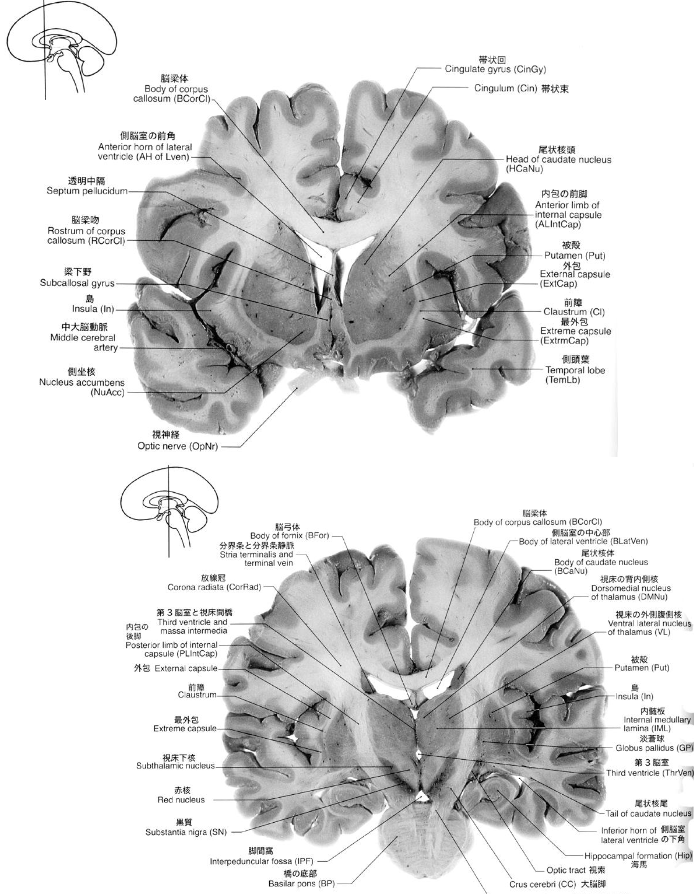 帯状回
Cingulate gyrus (CinGy)
Cingulum (Cin) 帯状束
脳梁体
Body of corpus
callosum (BCorCl)
側脳室の前角
Anterior horn of lateral
ventricle (AH of Lven)
透明中隔
Septum pellucidum
脳梁吻
Rostrum of corpus
callosum (RCorCl)
梁下野
Subcallosal gyrus
島
Insula (In)
中大脳動脈
Middle cerebral
artery
側坐核
Nucleus accumbens
(NuAcc)
視神経
Optic nerve (OpNr)
尾状核頭
Head of caudate nucleus
(HCaNu)
内包の前脚
Anterior limb of
internal capsule
(ALIntCap)
被殻
Putamen (Put)
外包
External capsule
(ExtCap)
前障
Claustrum (Cl)
最外包
Extreme capsule
(ExtrmCap)
側頭葉
Temporal lobe
(TemLb)
脳弓体
Body of fornix (BFor)
分界条と分界条静脈
Stria terminalis and
terminal vein
放線冠
Corona radiata (CorRad)
第3脳室と視床間橋
Third ventricle and
massa intermedia
内包の
後脚
Posterior limb of internal
capsule (PLIntCap)
外包 External capsule
前障
Claustrum
最外包
Extreme capsule
視床下核
Subthalamic nucleus
赤核
Red nucleus
黒質
Substantia nigra (SN)
脚間窩
Interpeduncular fossa (IPF)
橋の底部
Basilar pons (BP)
脳梁体
Body of corpus callosum (BCorCl)
側脳室の中心部
Body of lateral ventricle (BLatVen)
尾状核体
Body of caudate nucleus
(BCaNu)
視床の背内側核
Dorsomedial nucleus
of thalamus (DMNu)
視床の外側腹側核
Ventral lateral nucleus
of thalamus (VL)
被殻
Putamen (Put)
島
Insula (In)
内髄板
Internal medullary
lamina (IML)
淡蒼球
Globus pallidus (GP)
第3脳室
Third ventricle (ThrVen)
尾状核尾
Tail of caudate nucleus
Inferior horn of 側脳室
lateral ventricle の下角
Hippocampal formation (Hip)
海馬
Optic tract 視索
Crus cerebri (CC) 大脳脚